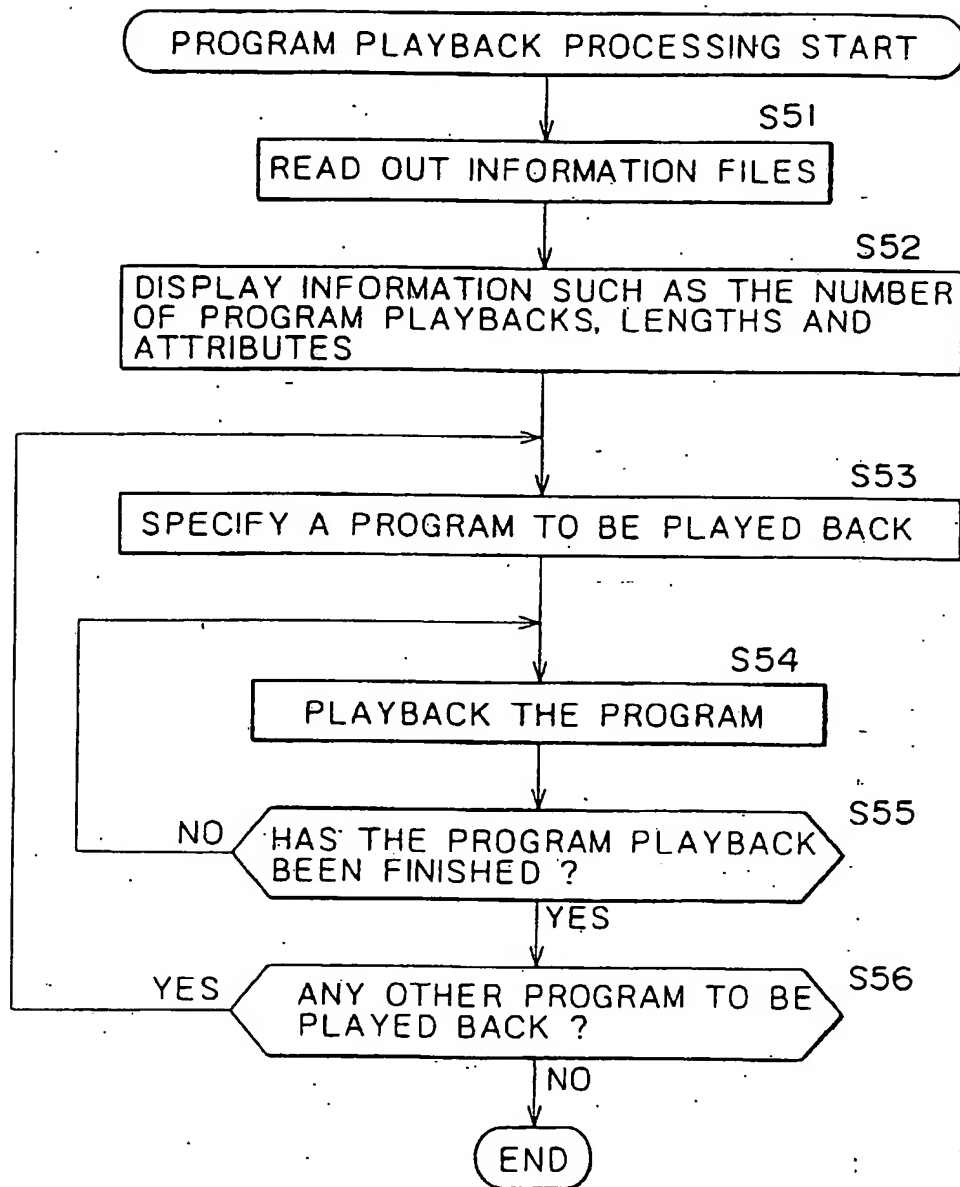 PROGRAM PLAYBACK PROCESSING START
S51
READ OUT INFORMATION FILES
S52
DISPLAY INFORMATION SUCH AS THE NUMBER
OF PROGRAM PLAYBACKS, LENGTHS AND
ATTRIBUTES
S53
SPECIFY A PROGRAM TO BE PLAYED BACK
S54
PLAYBACK THE PROGRAM
S55
NO
HAS THE PROGRAM PLAYBACK
BEEN FINISHED ?
YES
S56
YES
ANY OTHER PROGRAM TO BE
PLAYED BACK ?
NO
END